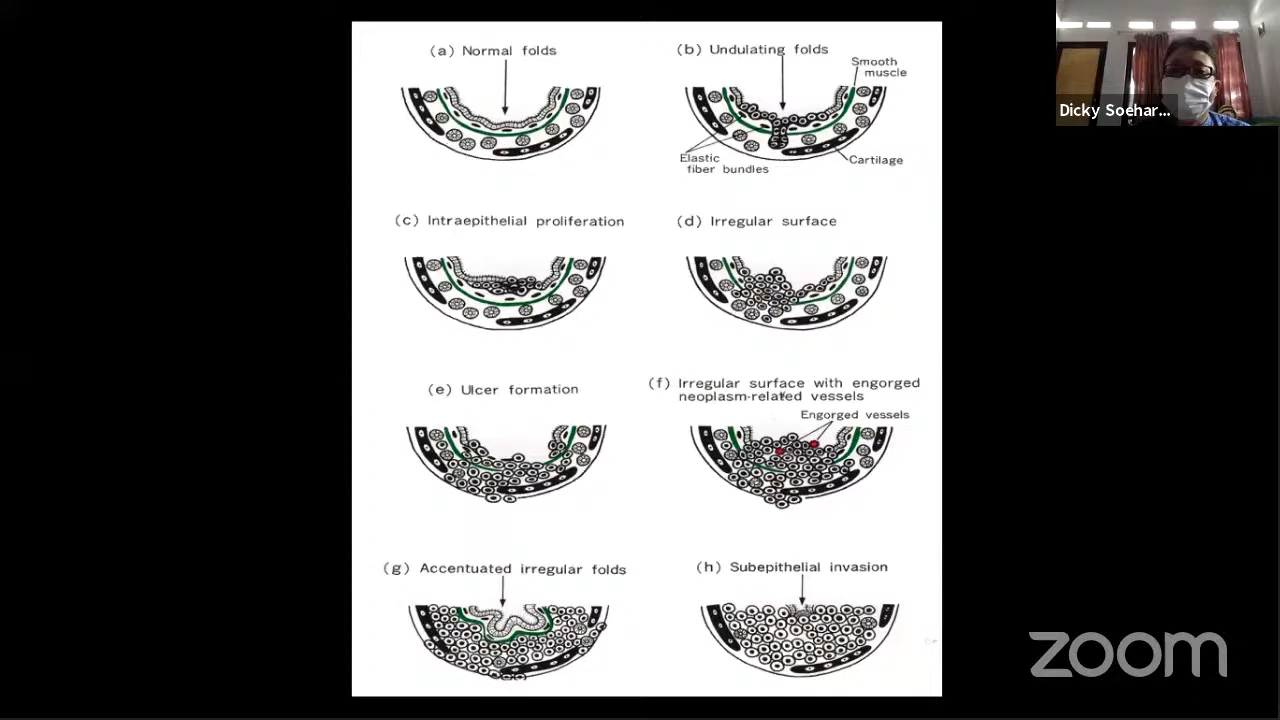 (a) Normal folds
(b) Undulating folds
Smooth
muscle
Elastic
fiber bundles
Cartilage
Dicky Soehar...
(c) Intraepithelial proliferation
(d) Irregular surface
(e) Ulcer formation
(f) Irregular surface with engorged
neoplasm-related vessels
Engorged vessels
(g) Accentuated irregular folds
(h) Subepithelial invasion
zoom